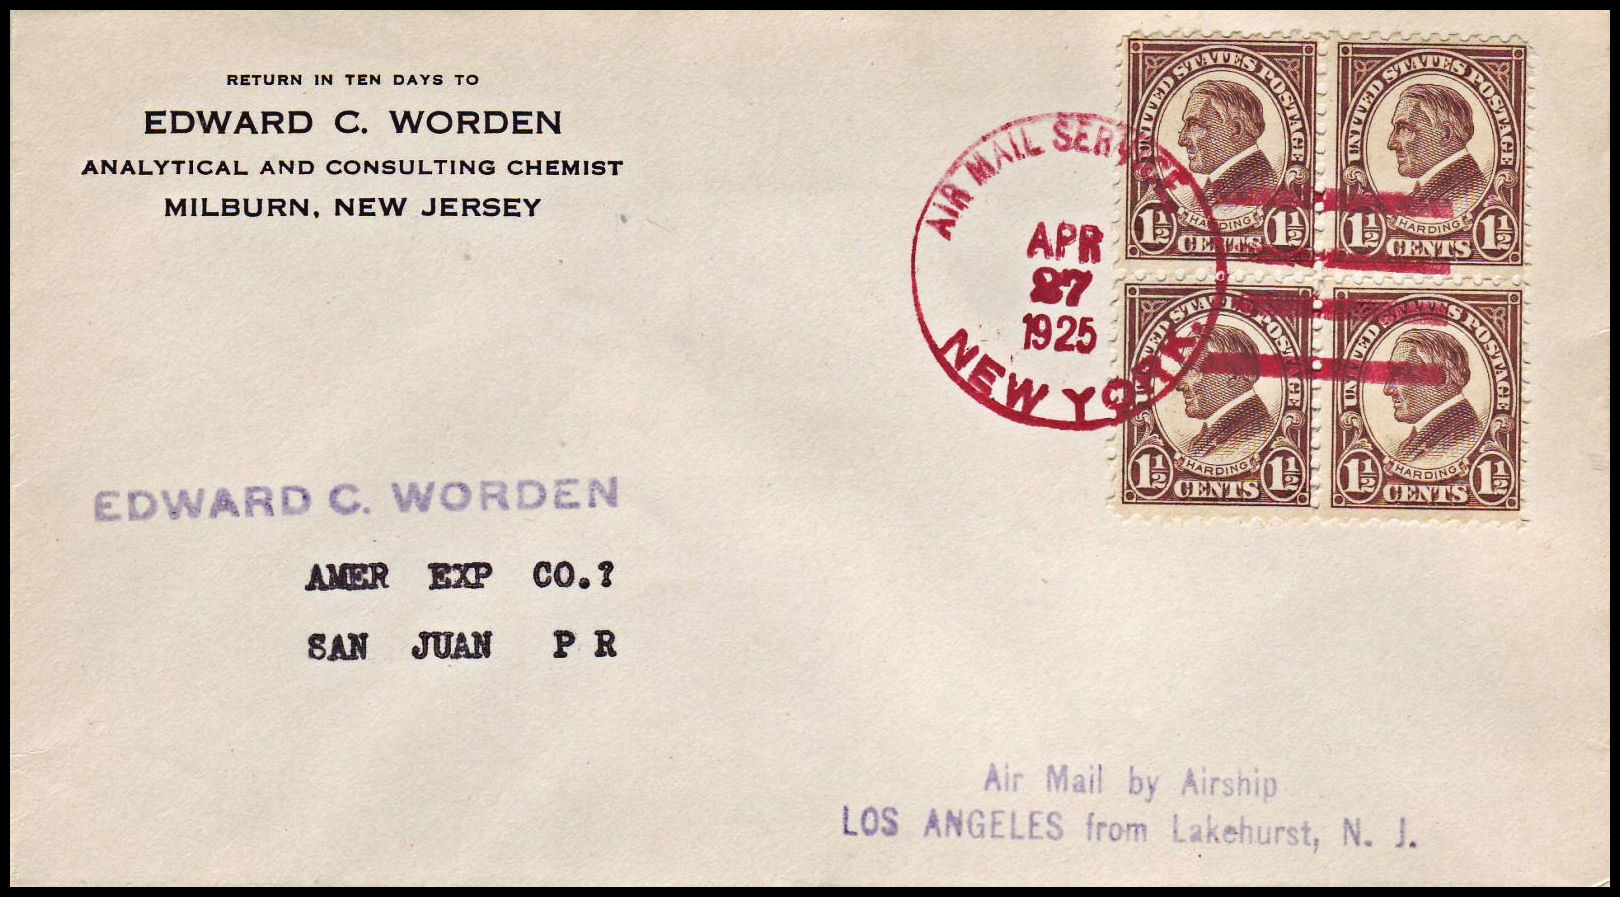 RETURN IN TEN DAYS TO
EDWARD C. WORDEN
ANALYTICAL AND CONSULTING CHEMIST
MILBURN, NEW JERSEY
AIR MAIL SERVICE
APR
27
1925
NEW YORK.
UNITED STATES POSTAGE
HARDING
1½ CENTS 1½
UNITED STATES POSTAGE
HARDING
1½ CENTS 1½
UNITED STATES POSTAGE
HARDING
1½ CENTS 1½
UNITED STATES POSTAGE
HARDING
1½ CENTS 1½
EDWARD C. WORDEN
AMER EXP CO.?
SAN JUAN P R
Air Mail by Airship
LOS ANGELES from Lakehurst, N. J.